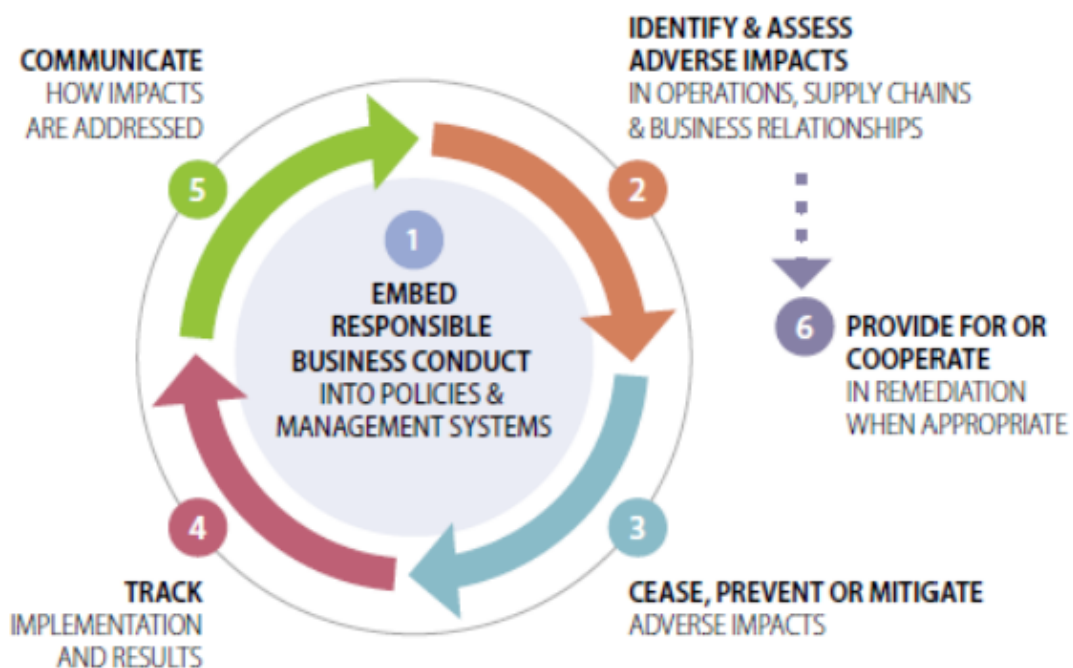 1
EMBED
RESPONSIBLE
BUSINESS CONDUCT
INTO POLICIES &
MANAGEMENT SYSTEMS
2
IDENTIFY & ASSESS
ADVERSE IMPACTS
IN OPERATIONS, SUPPLY CHAINS
& BUSINESS RELATIONSHIPS
3
CEASE, PREVENT OR MITIGATE
ADVERSE IMPACTS
4
TRACK
IMPLEMENTATION
AND RESULTS
5
COMMUNICATE
HOW IMPACTS
ARE ADDRESSED
6
PROVIDE FOR OR
COOPERATE
IN REMEDIATION
WHEN APPROPRIATE